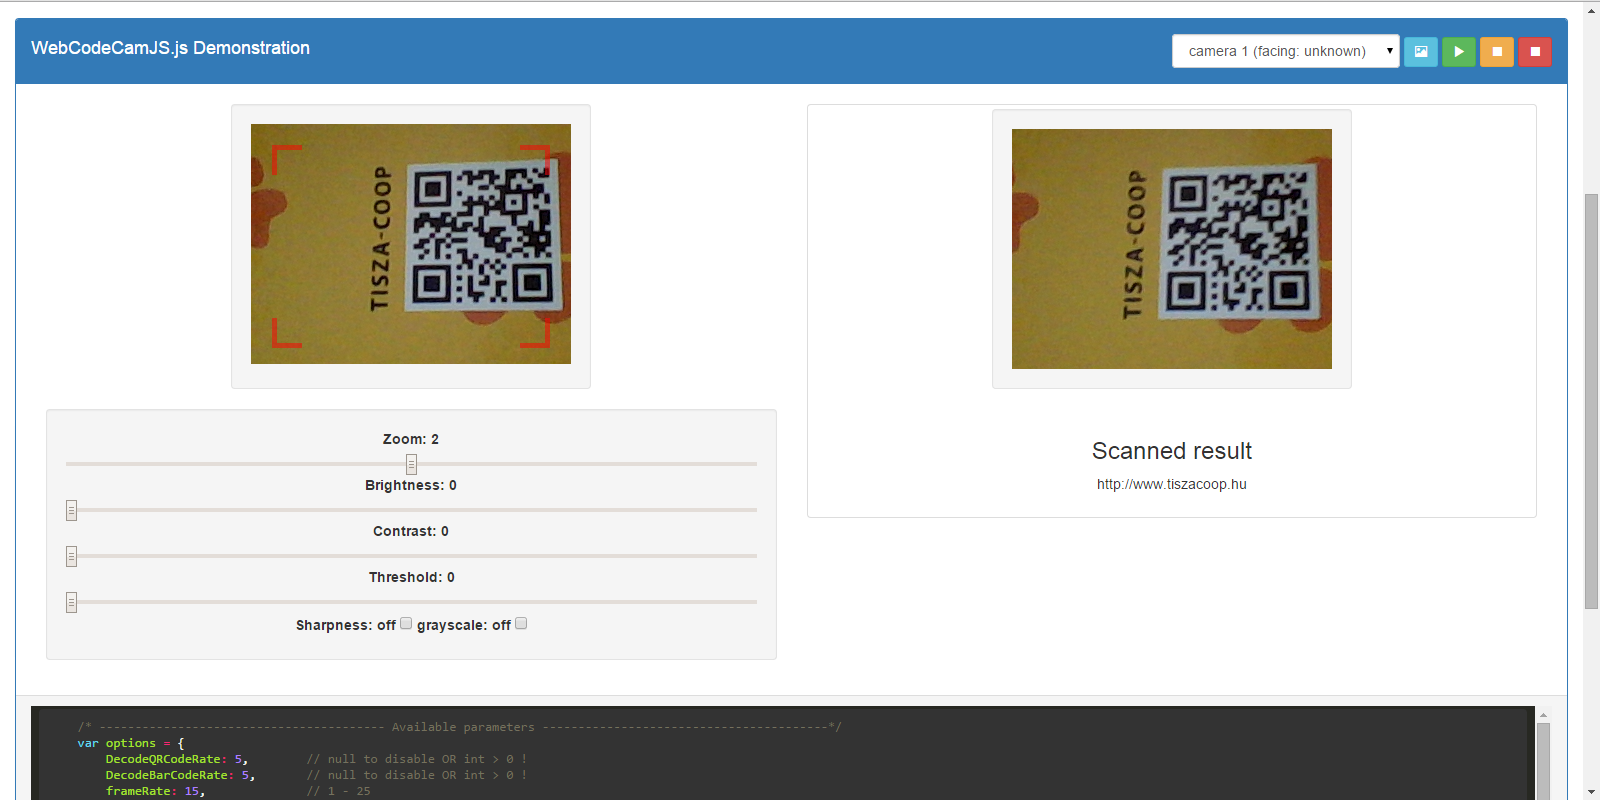 WebCodeCamJS.js Demonstration
camera 1 (facing: unknown)
TISZA-COOP
TISZA-COOP
Zoom: 2
Brightness: 0
Contrast: 0
Threshold: 0
Sharpness: off grayscale: off
Scanned result
http://www.tiszacoop.hu
/* ---------------------------------------- Available parameters ----------------------------------------*/
var options = {
DecodeQRCodeRate: 5, // null to disable OR int > 0 !
DecodeBarCodeRate: 5, // null to disable OR int > 0 !
frameRate: 15, // 1 - 25